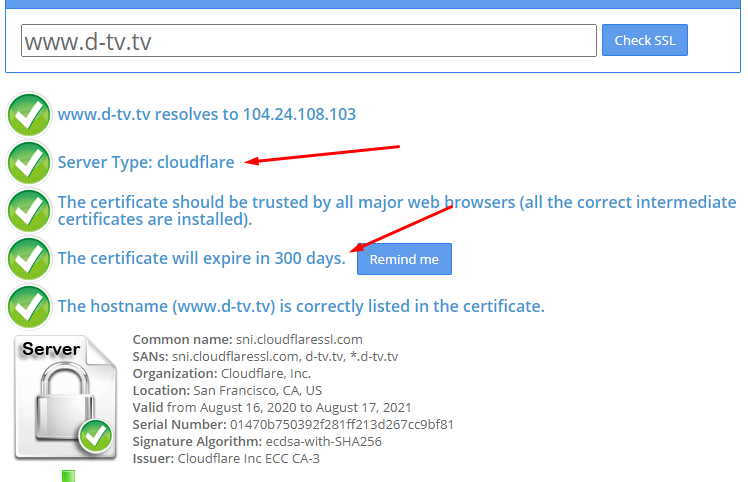 www.d-tv.tv
Check SSL
www.d-tv.tv resolves to 104.24.108.103
Server Type: cloudflare
The certificate should be trusted by all major web browsers (all the correct intermediate
certificates are installed).
The certificate will expire in 300 days.
Remind me
The hostname (www.d-tv.tv) is correctly listed in the certificate.
Server
Common name: sni.cloudflaressl.com
SANs: sni.cloudflaressl.com, d-tv.tv, *.d-tv.tv
Organization: Cloudflare, Inc.
Location: San Francisco, CA, US
Valid from August 16, 2020 to August 17, 2021
Serial Number: 01470b750392f281ff213d267cc9bf81
Signature Algorithm: ecdsa-with-SHA256
Issuer: Cloudflare Inc ECC CA-3